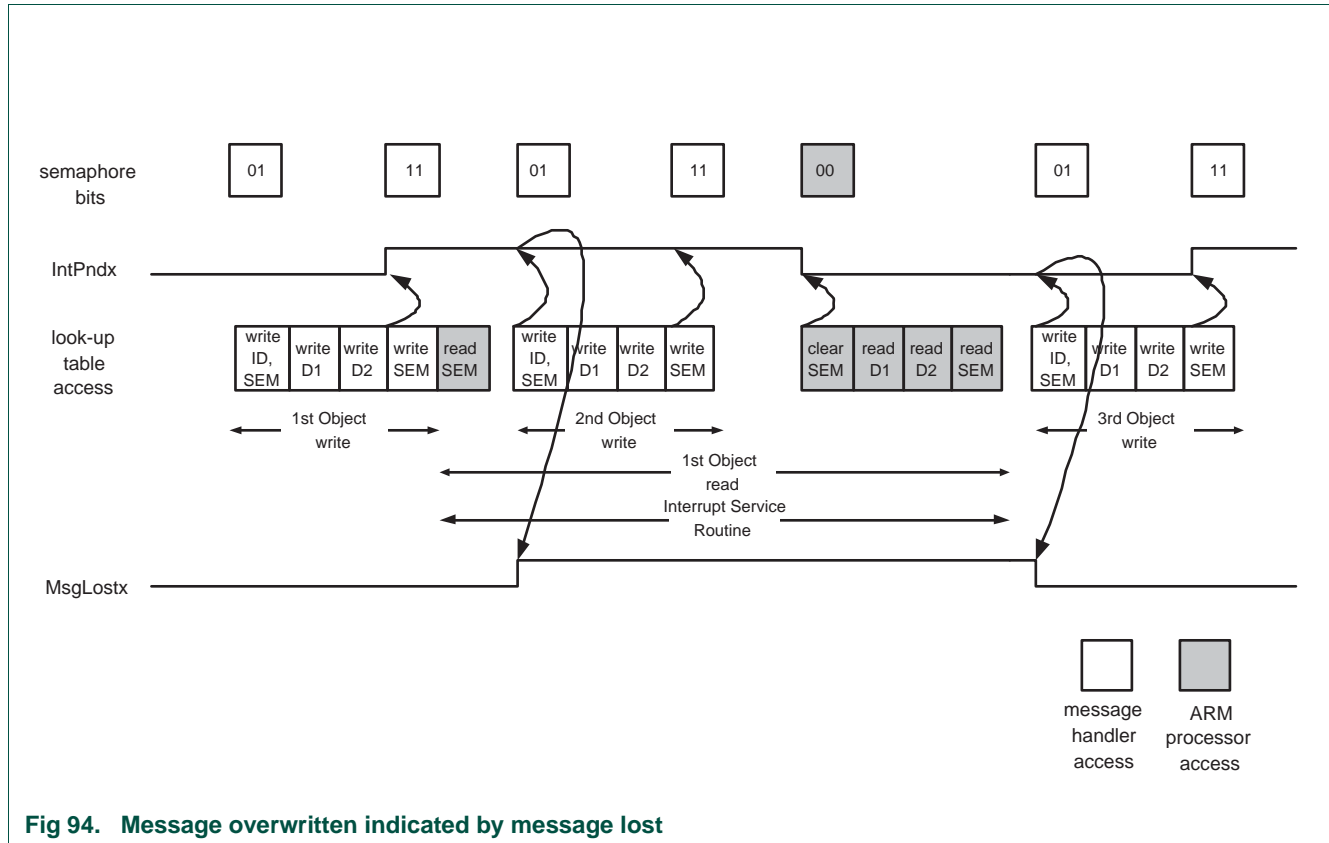 semaphore
bits
01
11
01
11
00
01
11
IntPndx
look-up
table
access
write
ID,
SEM
write
D1
write
D2
write
SEM
read
SEM
write
ID,
SEM
write
D1
write
D2
write
SEM
clear
SEM
read
D1
read
D2
read
SEM
write
ID,
SEM
write
D1
write
D2
write
SEM
1st Object
write
2nd Object
write
3rd Object
write
1st Object
read
Interrupt Service
Routine
MsgLostx
message
handler
access
ARM
processor
access
Fig 94. Message overwritten indicated by message lost